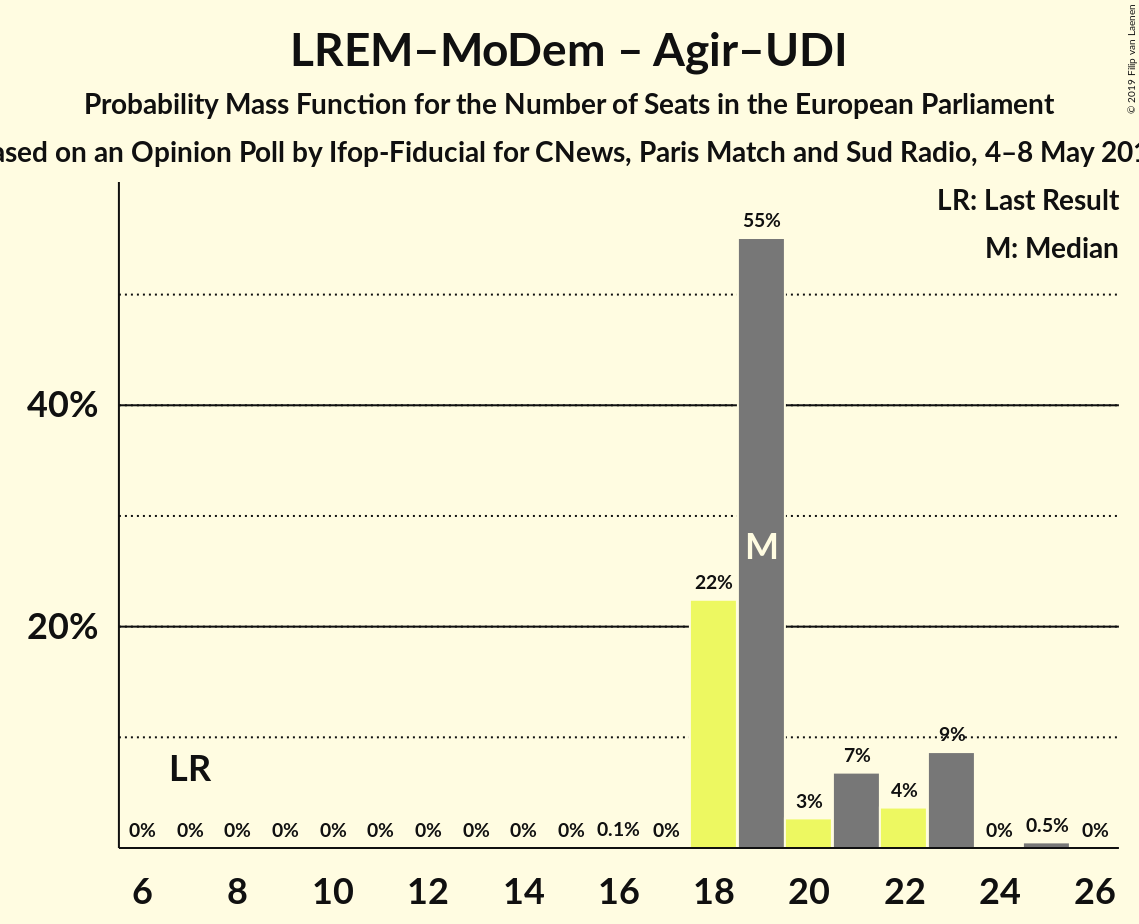 LREM–MoDem – Agir–UDI
Probability Mass Function for the Number of Seats in the European Parliament
ased on an Opinion Poll by Ifop-Fiducial for CNews, Paris Match and Sud Radio, 4–8 May 201
© 2019 Filip van Laenen
LR: Last Result
M: Median
55%
40%
M
22%
20%
9%
7%
LR
4%
3%
0% 0% 0% 0% 0% 0% 0% 0% 0% 0% 0.1% 0% 0% 0.5% 0%
6 8 10 12 14 16 18 20 22 24 26